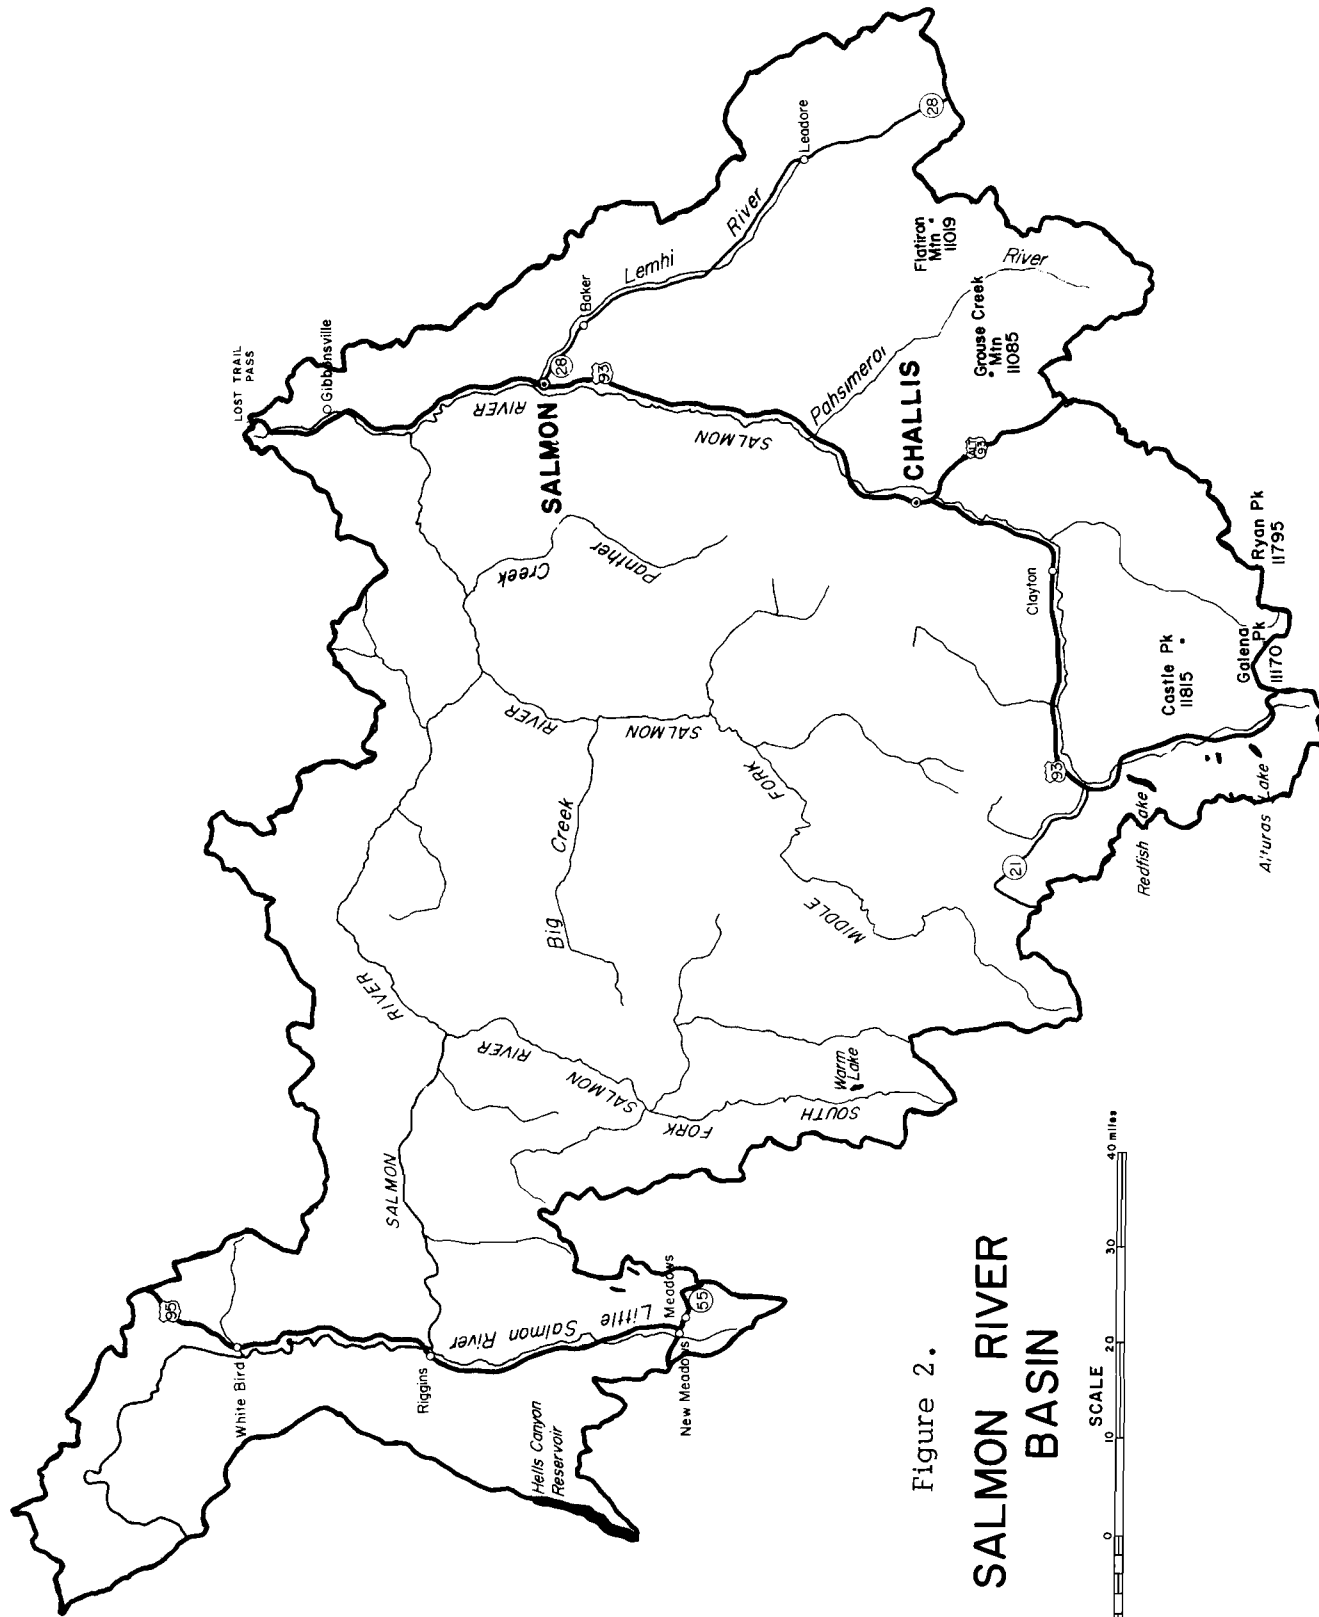 LOST TRAIL
PASS
Gibbonsville
Leadore
28
Lemhi River
Baker
28
93
SALMON
RIVER
SALMON
Pahsimeroi River
Flatiron
Mtn
11019
Grouse Creek
Mtn
11085
CHALLIS
ALT
93
Panther Creek
Clayton
Ryan Pk
11795
Galena
Pk
11170
Castle Pk
11815
93
21
Redfish Lake
Alturas Lake
MIDDLE FORK SALMON RIVER
Big Creek
RIVER
SALMON
SOUTH FORK SALMON RIVER
Warm
Lake
95
White Bird
Riggins
Little Salmon River
Meadows
55
New Meadows
Hells Canyon
Reservoir
Figure 2.
SALMON RIVER
BASIN
SCALE
0 10 20 30 40 miles